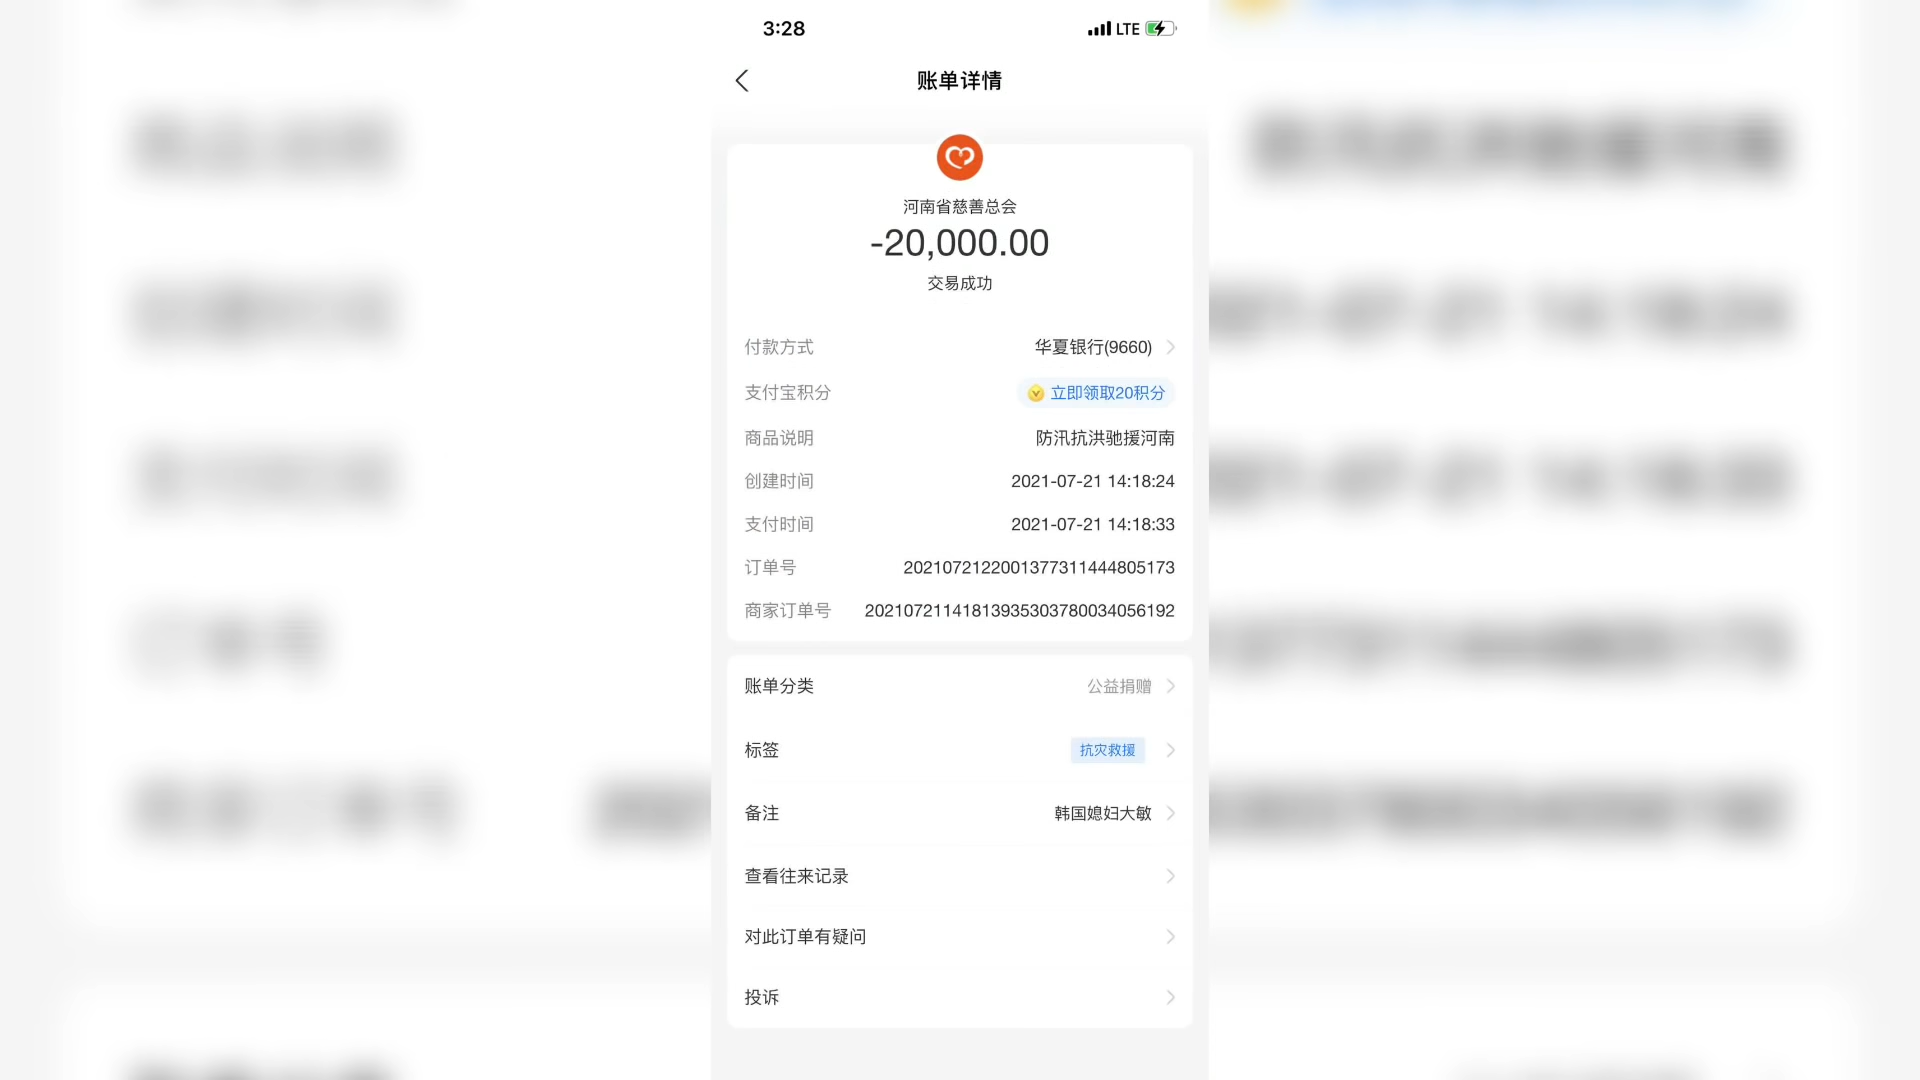 3:28
LTE
账单详情
河南省慈善总会
-20,000.00
交易成功
付款方式 华夏银行(9660)
支付宝积分 立即领取20积分
商品说明 防汛抗洪驰援河南
创建时间 2021-07-21 14:18:24
支付时间 2021-07-21 14:18:33
订单号 2021072122001377311444805173
商家订单号 20210721141813935303780034056192
账单分类 公益捐赠
标签 抗灾救援
备注 韩国媳妇大敏
查看往来记录
对此订单有疑问
投诉